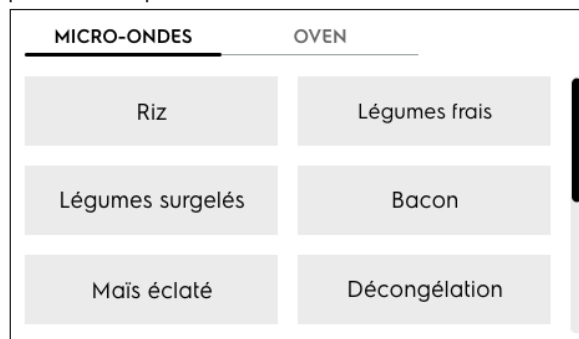 MICRO-ONDES OVEN
Riz Légumes frais
Légumes surgelés Bacon
Maïs éclaté Décongélation